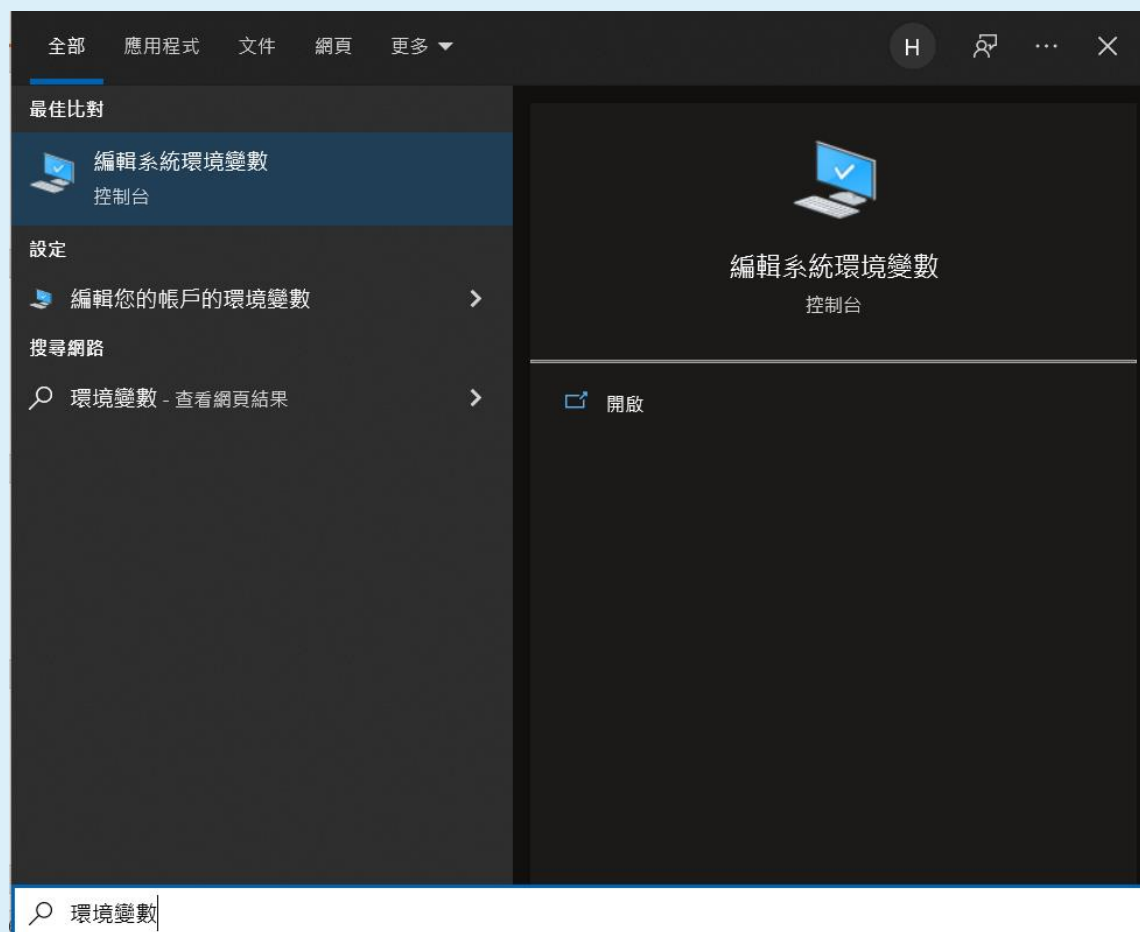 全部 應用程式 文件 網頁 更多 H
最佳比對
編輯系統環境變數
控制台
設定
編輯您的帳戶的環境變數
搜尋網路
環境變數 - 查看網頁結果
編輯系統環境變數
控制台
開啟
環境變數